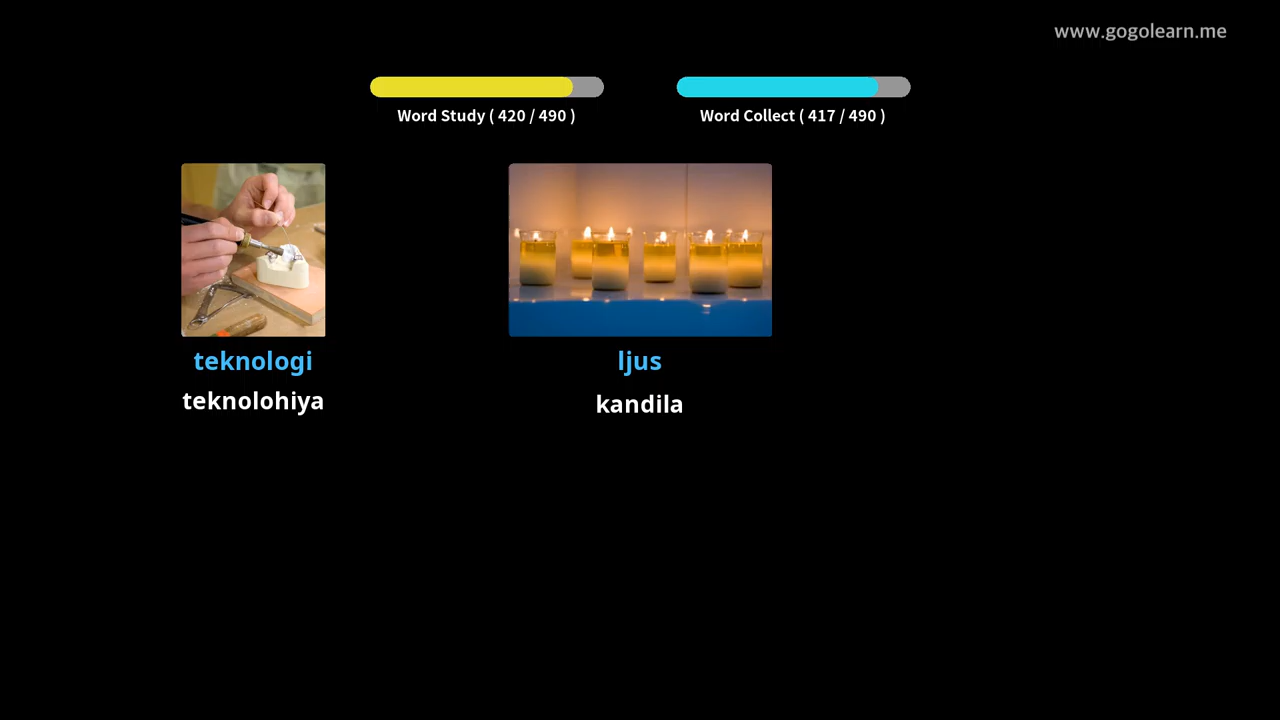 www.gogolearn.me
Word Study ( 420 / 490 )
Word Collect ( 417 / 490 )
teknologi
teknolohiya
ljus
kandila